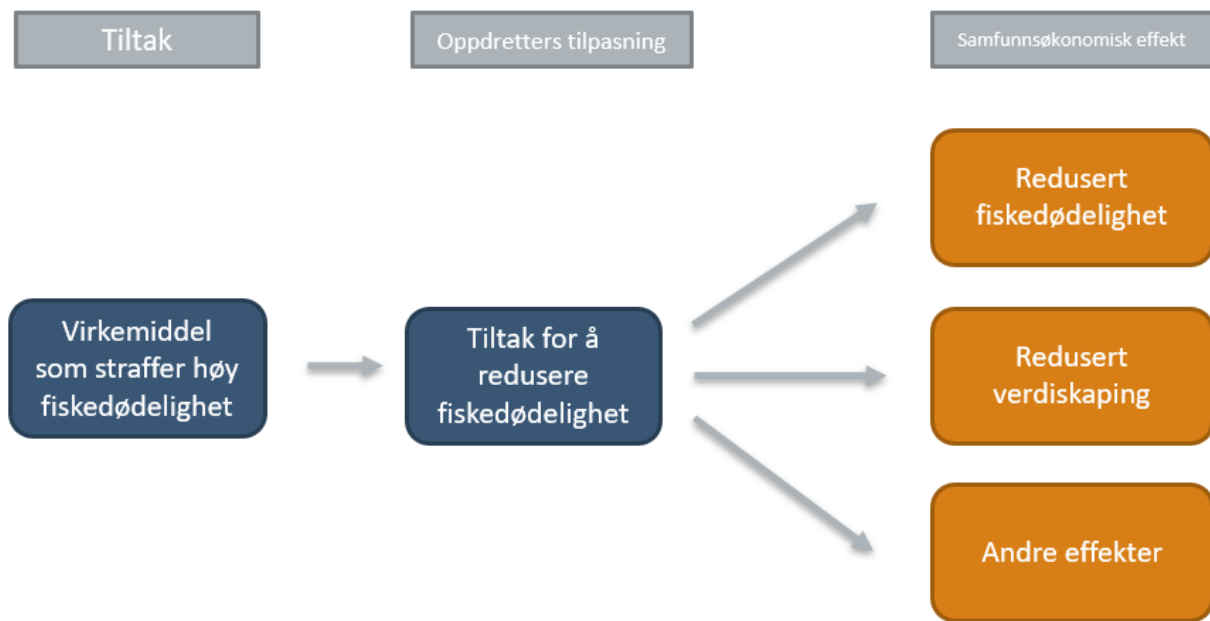 Tiltak
Oppdretters tilpasning
Samfunnsøkonomisk effekt
Virkemiddel
som straffer høy
fiskedødelighet
Tiltak for å
redusere
fiskedødelighet
Redusert
fiskedødelighet
Redusert
verdiskaping
Andre effekter